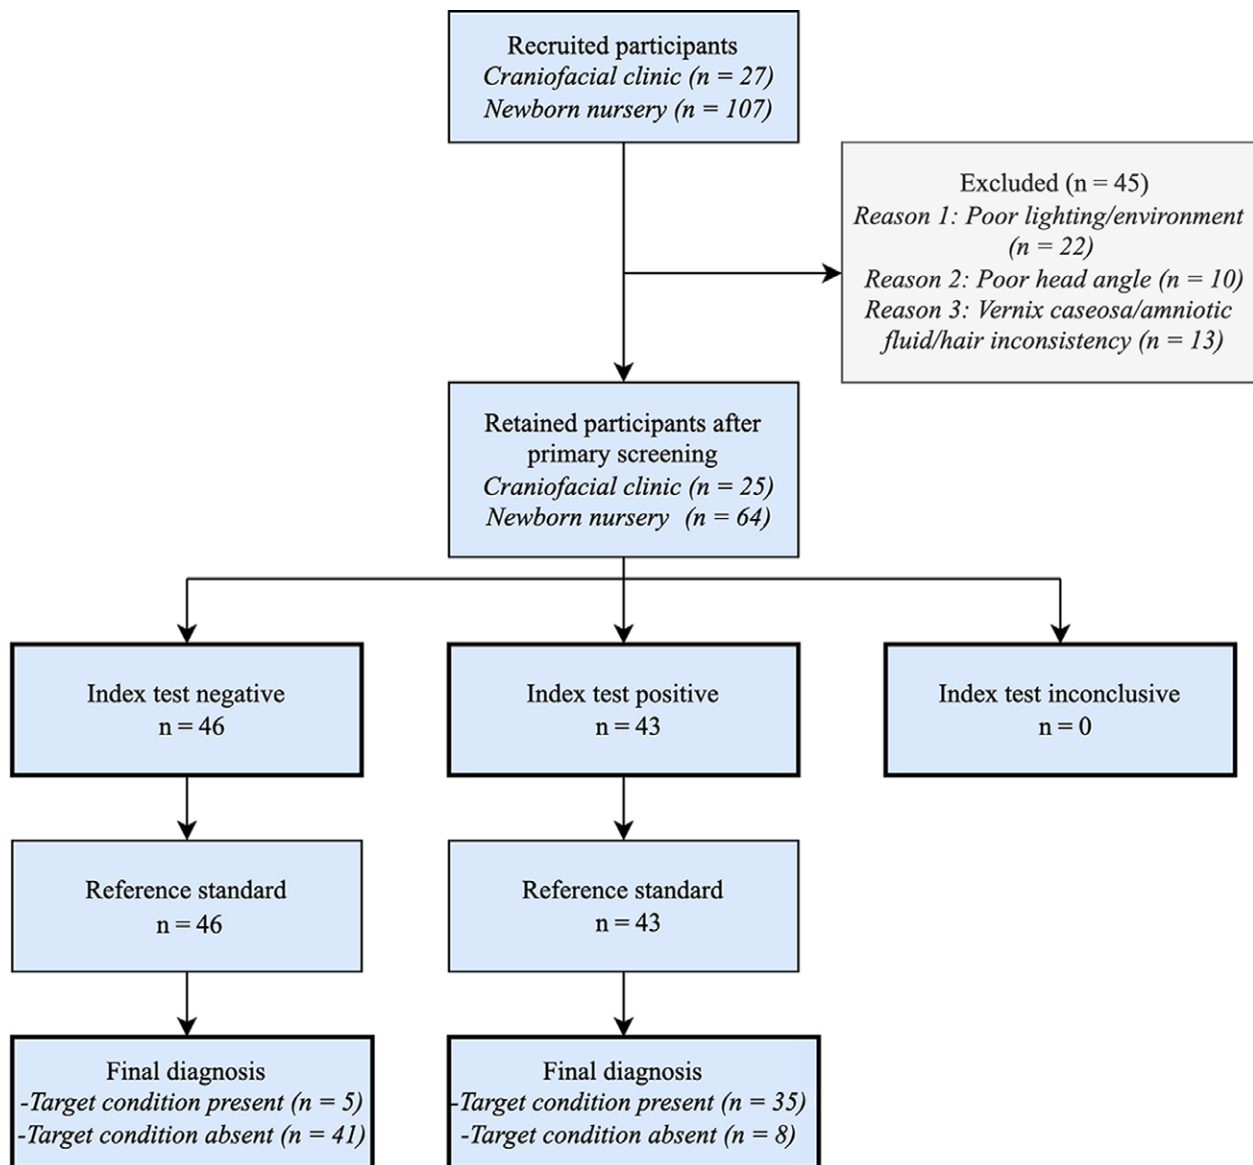 Recruited participants
Craniofacial clinic (n = 27)
Newborn nursery (n = 107)
Excluded (n = 45)
Reason 1: Poor lighting/environment
(n = 22)
Reason 2: Poor head angle (n = 10)
Reason 3: Vernix caseosa/amniotic
fluid/hair inconsistency (n = 13)
Retained participants after
primary screening
Craniofacial clinic (n = 25)
Newborn nursery (n = 64)
Index test negative
n = 46
Index test positive
n = 43
Index test inconclusive
n = 0
Reference standard
n = 46
Reference standard
n = 43
Final diagnosis
-Target condition present (n = 5)
-Target condition absent (n = 41)
Final diagnosis
-Target condition present (n = 35)
-Target condition absent (n = 8)